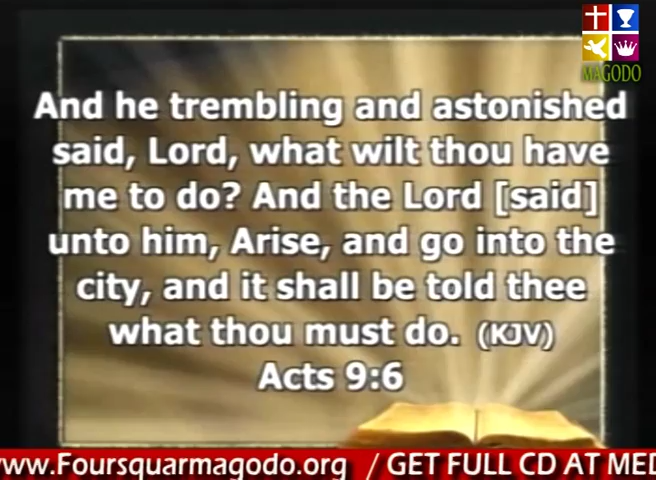 MAGODO
And he trembling and astonished
said, Lord, what wilt thou have
me to do? And the Lord [said]
unto him, Arise, and go into the
city, and it shall be told thee
what thou must do. (KJV)
Acts 9:6
www.Foursquarmagodo.org / GET FULL CD AT MED